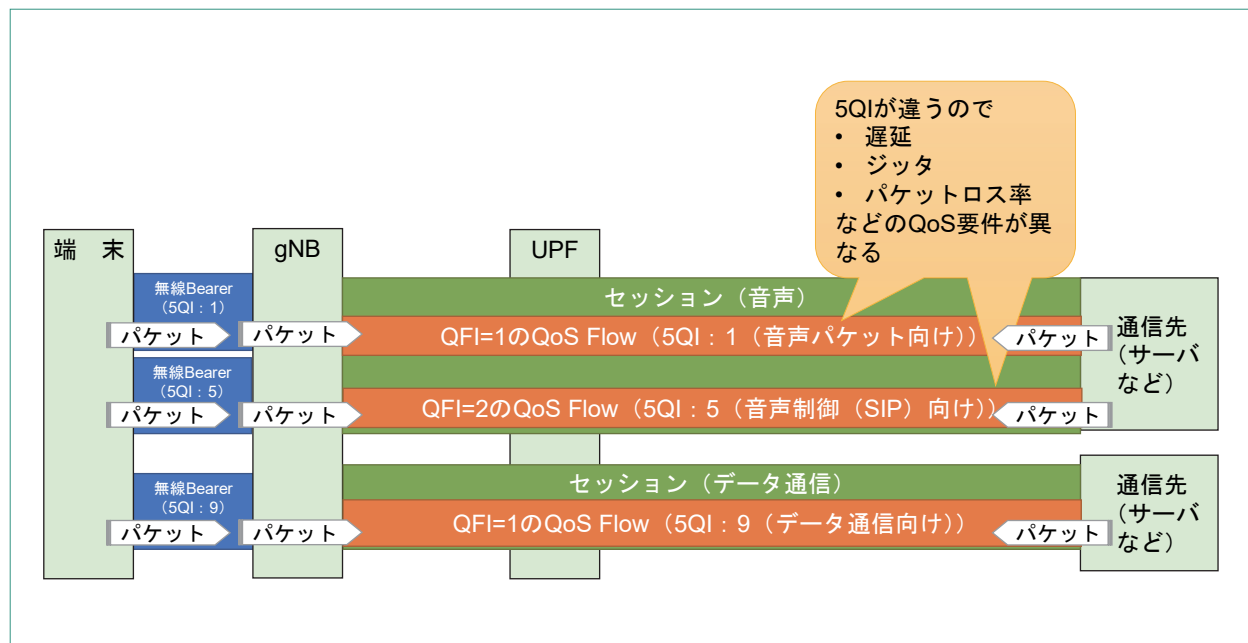 5QIが違うので
• 遅延
• ジッタ
• パケットロス率
などのQoS要件が異
なる
端　末
gNB
UPF
無線Bearer
（5QI：1）
セッション（音声）
パケット
パケット
QFI=1のQoS Flow（5QI：1（音声パケット向け））
パケット
通信先
（サーバ
など）
無線Bearer
（5QI：5）
パケット
パケット
QFI=2のQoS Flow（5QI：5（音声制御（SIP）向け））
パケット
無線Bearer
（5QI：9）
セッション（データ通信）
パケット
パケット
QFI=1のQoS Flow（5QI：9（データ通信向け））
パケット
通信先
（サーバ
など）